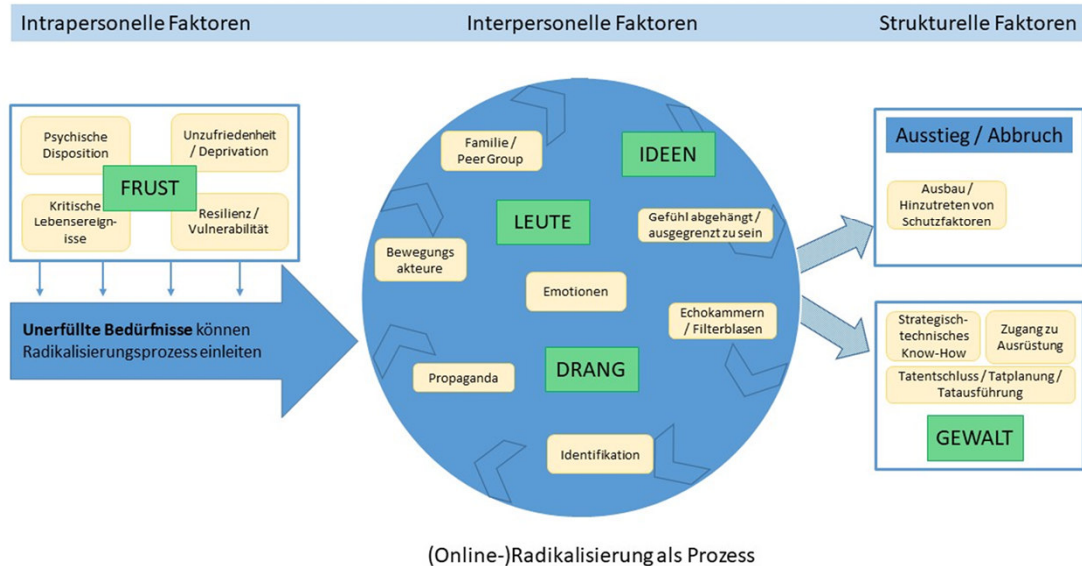 Intrapersonelle Faktoren
Interpersonelle Faktoren
Strukturelle Faktoren
Psychische
Disposition
Unzufriedenheit
/ Deprivation
FRUST
Kritische
Lebensereign-
nisse
Resilienz /
Vulnerabilität
Unerfüllte Bedürfnisse können
Radikalisierungsprozess einleiten
Familie /
Peer Group
IDEEN
LEUTE
Gefühl abgehängt /
ausgegrenzt zu sein
Bewegungs
akteure
Emotionen
Echokammern
/ Filterblasen
DRANG
Propaganda
Identifikation
Ausstieg / Abbruch
Ausbau /
Hinzutreten von
Schutzfaktoren
Strategisch-
technisches
Know-How
Zugang zu
Ausrüstung
Tatentschluss / Tatplanung /
Tatausführung
GEWALT
(Online-)Radikalisierung als Prozess